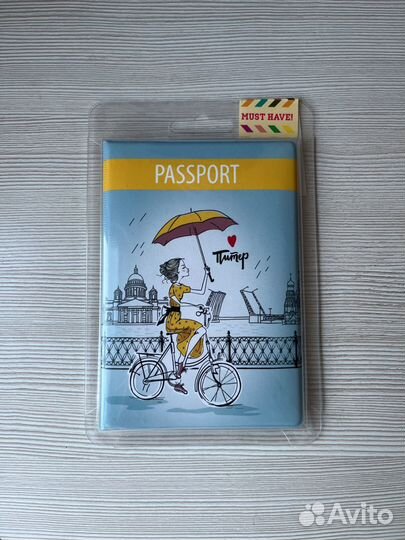 MUST HAVE!
PASSPORT
Питер
Avito